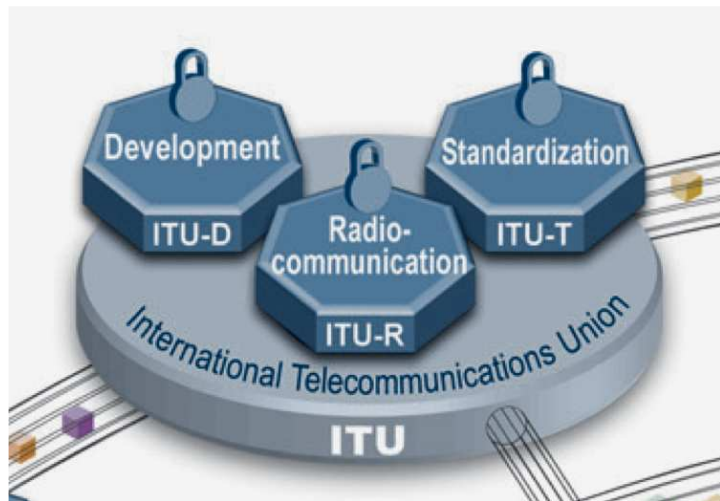 Development
ITU-D
Standardization
ITU-T
Radio-
communication
ITU-R
International Telecommunications Union
ITU